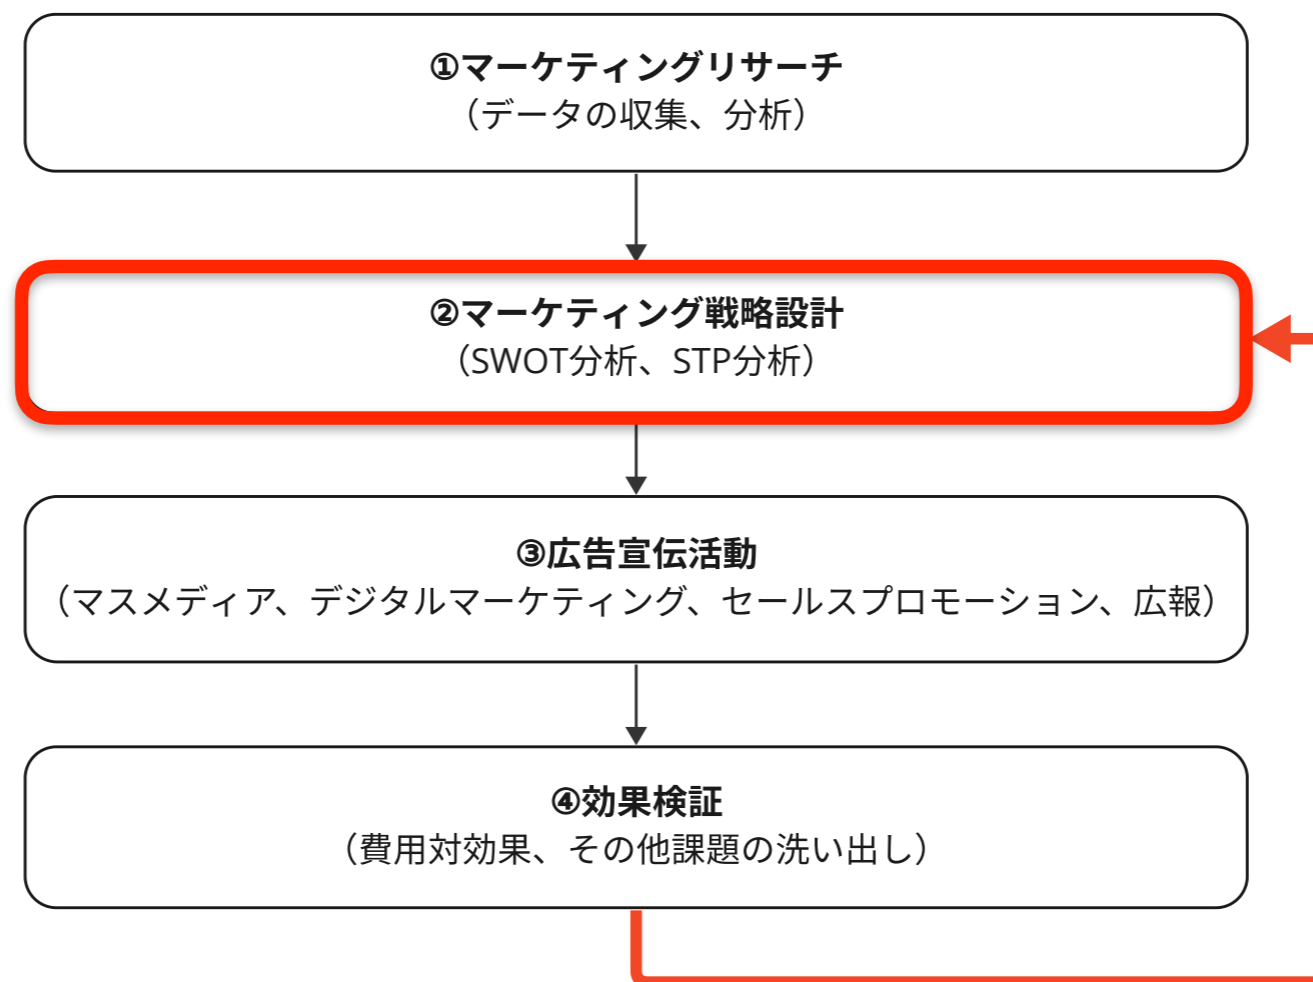 ①マーケティングリサーチ
（データの収集、分析）
②マーケティング戦略設計
（SWOT分析、STP分析）
③広告宣伝活動
（マスメディア、デジタルマーケティング、セールスプロモーション、広報）
④効果検証
（費用対効果、その他課題の洗い出し）